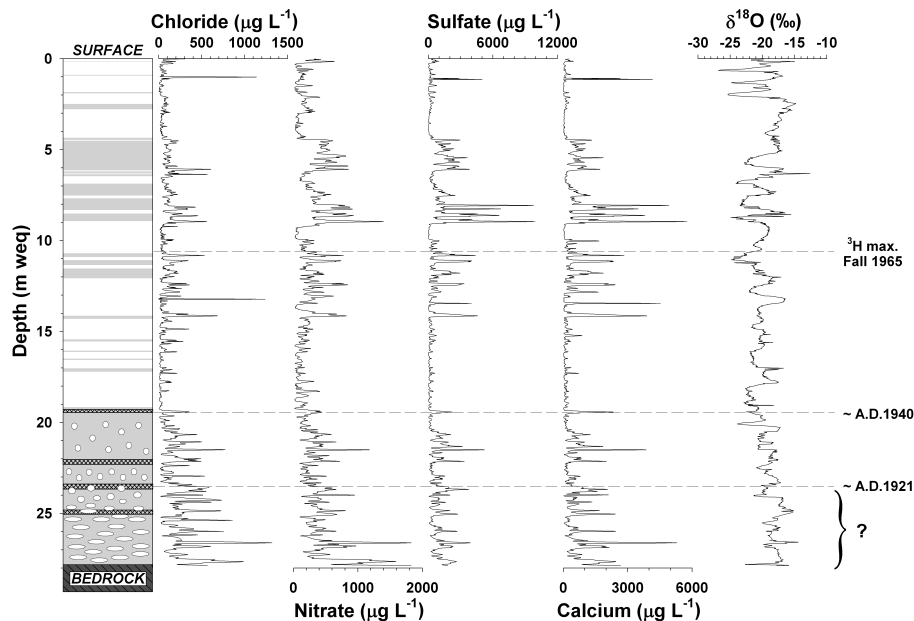 Chloride (µg L⁻¹)
Sulfate (µg L⁻¹)
δ¹⁸O (‰)
0 500 1000 1500
0 6000 12000
-30 -25 -20 -15 -10
SURFACE
Depth (m weq)
0
5
10
15
20
25
³H max.
Fall 1965
~ A.D.1940
~ A.D.1921
?
BEDROCK
0 1000 2000
0 3000 6000
Nitrate (µg L⁻¹)
Calcium (µg L⁻¹)